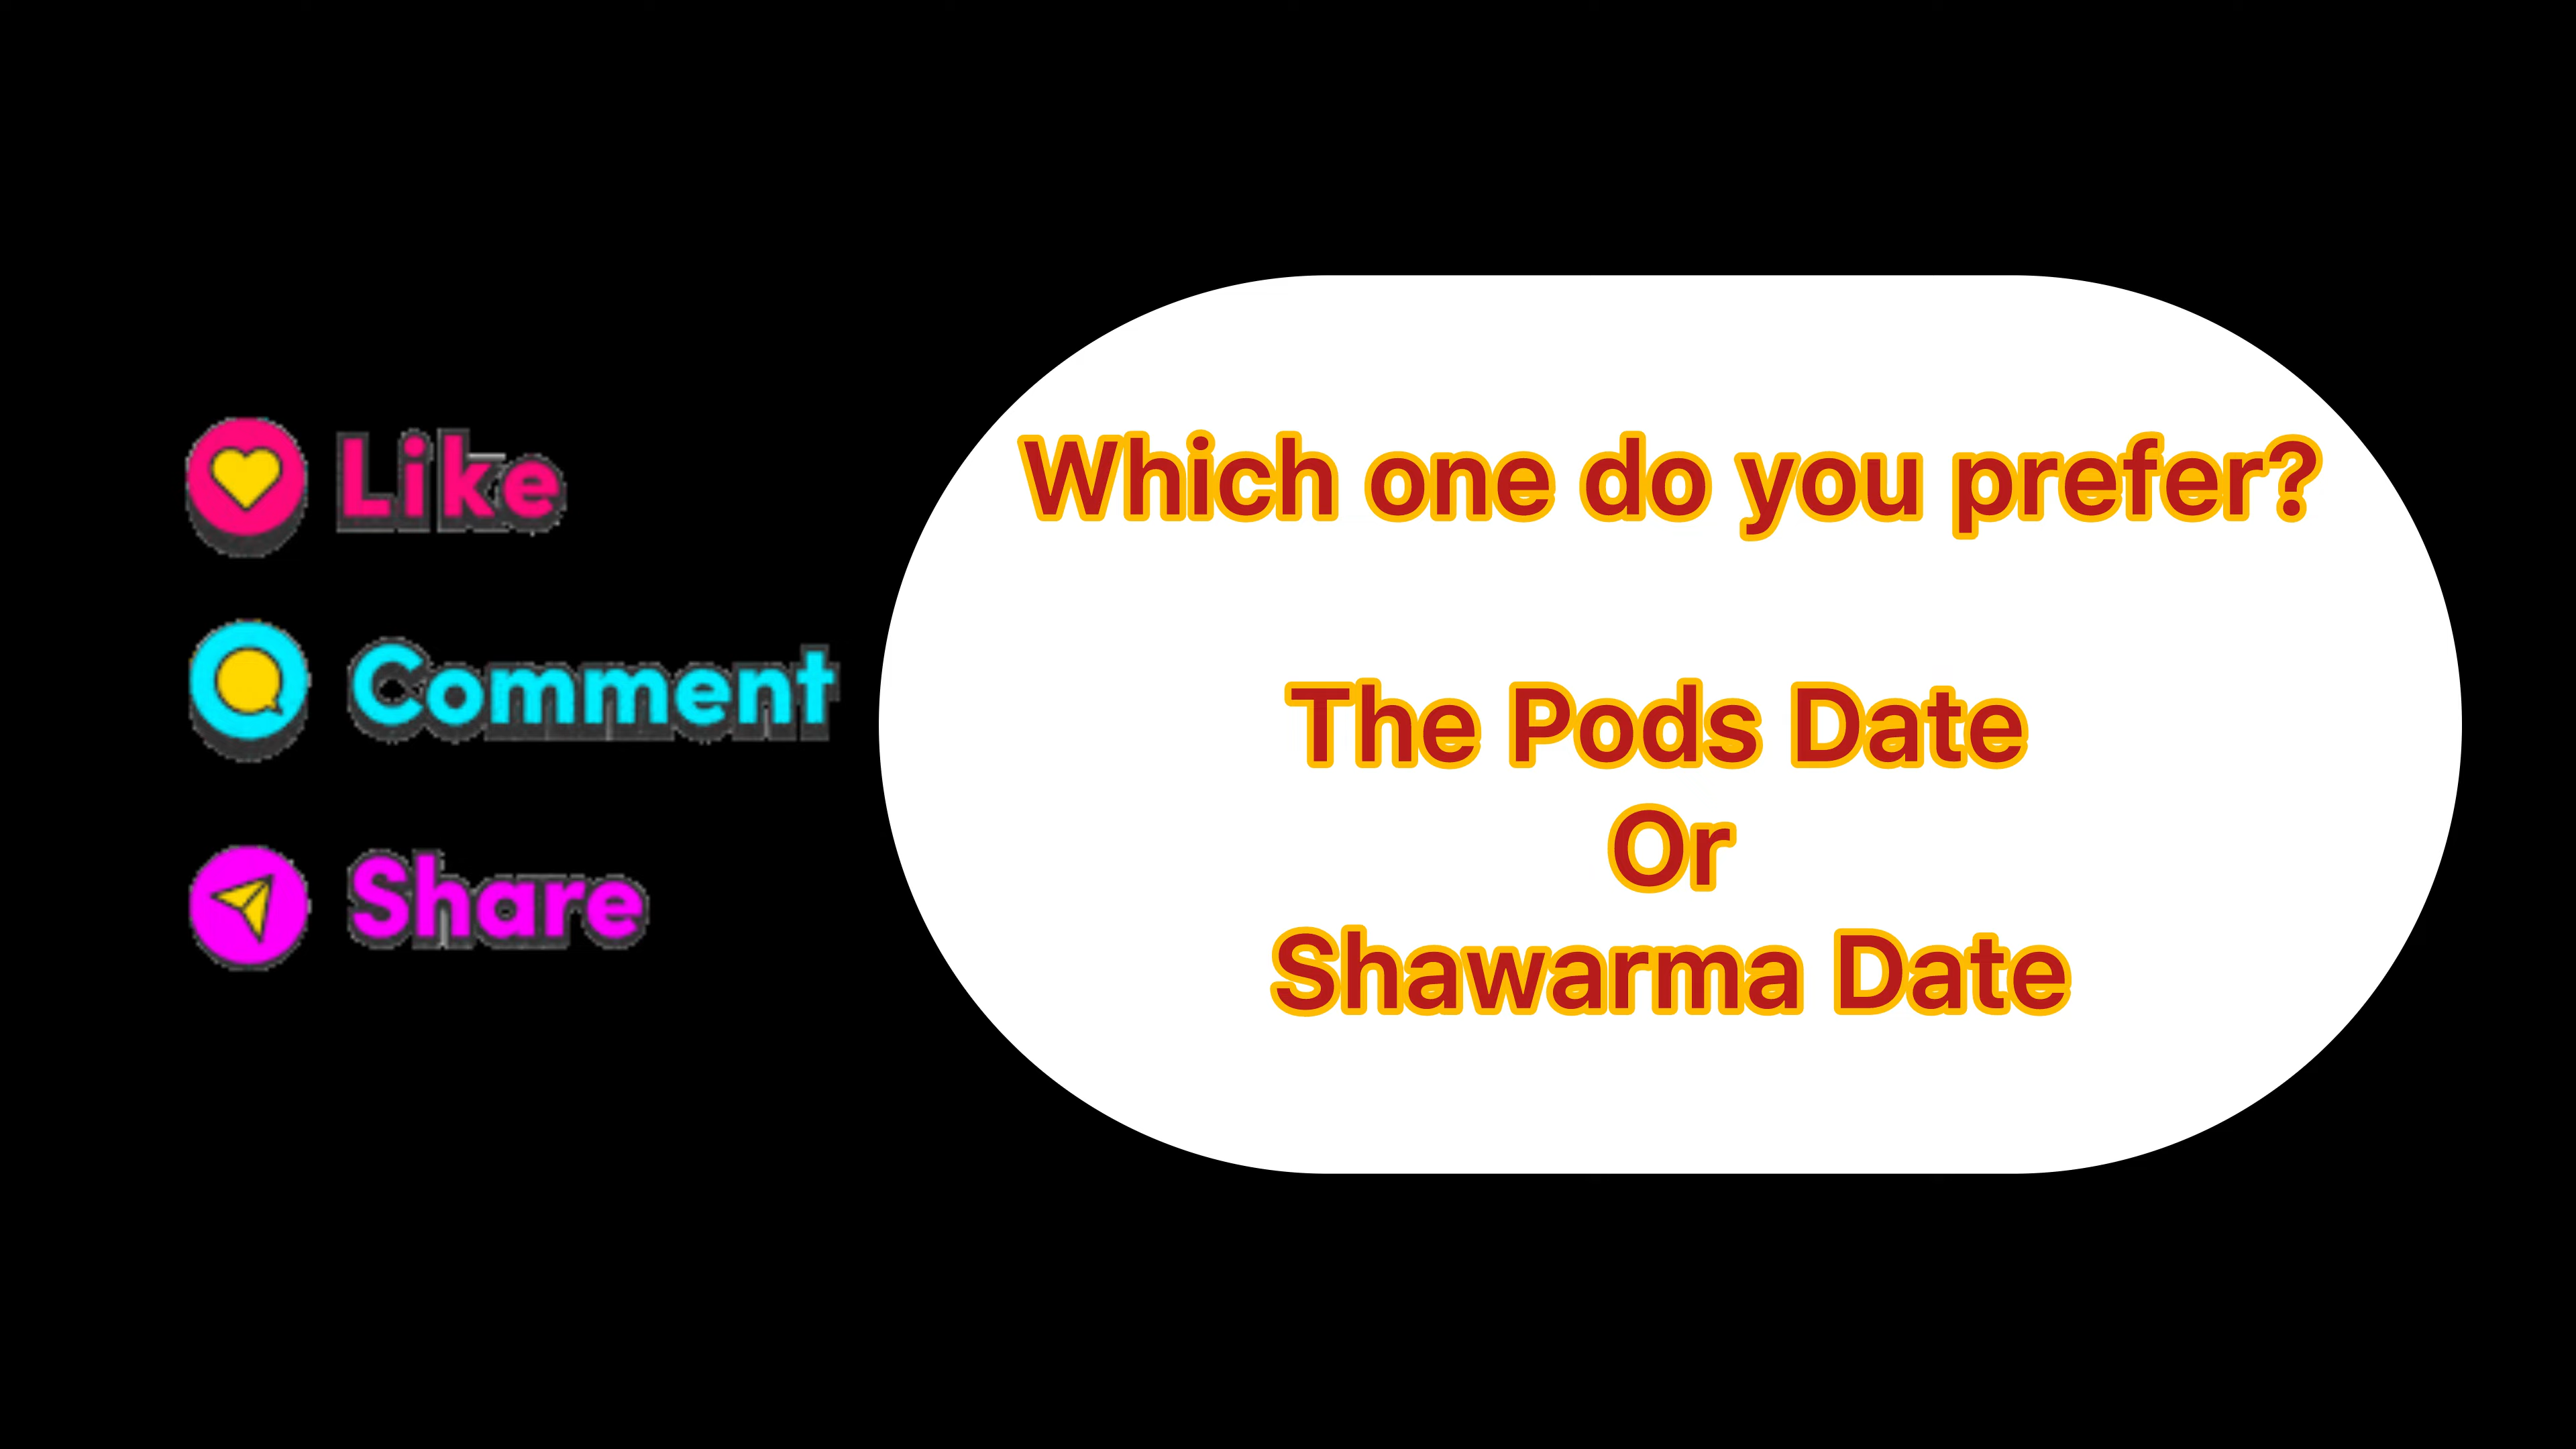 Like
Comment
Share
Which one do you prefer?
The Pods Date
Or
Shawarma Date